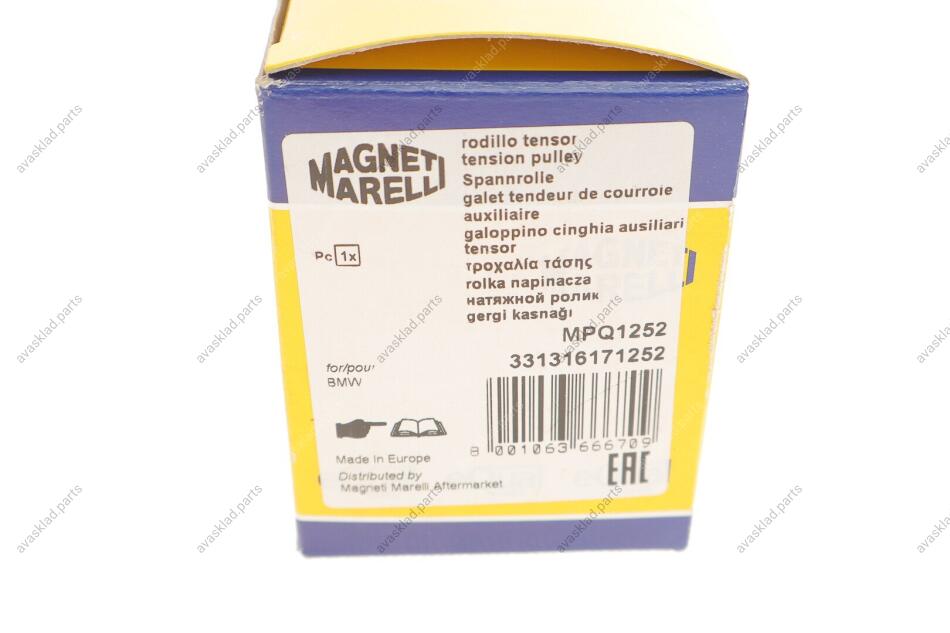 MAGNETI
MARELLI
rodillo tensor
tension pulley
Spannrolle
galet tendeur de courroie
auxiliaire
galoppino cinghia ausiliari
tensor
τροχαλία τάσης
rolka napinacza
натяжной ролик
gergi kasnağı
Pc 1x
MPQ1252
331316171252
for/pour
BMW
8 001063 666709
Made in Europe
Distributed by
Magneti Marelli Aftermarket
EAC
avasklad.parts